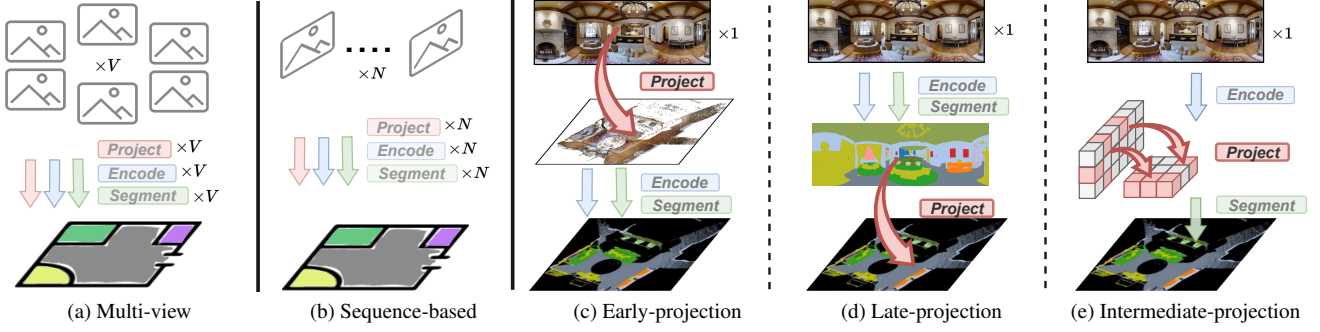 ×V
Project ×V
Encode ×V
Segment ×V
(a) Multi-view
....
×N
Project ×N
Encode ×N
Segment ×N
(b) Sequence-based
×1
Project
Encode
Segment
(c) Early-projection
×1
Encode
Segment
Project
(d) Late-projection
×1
Encode
Project
Segment
(e) Intermediate-projection